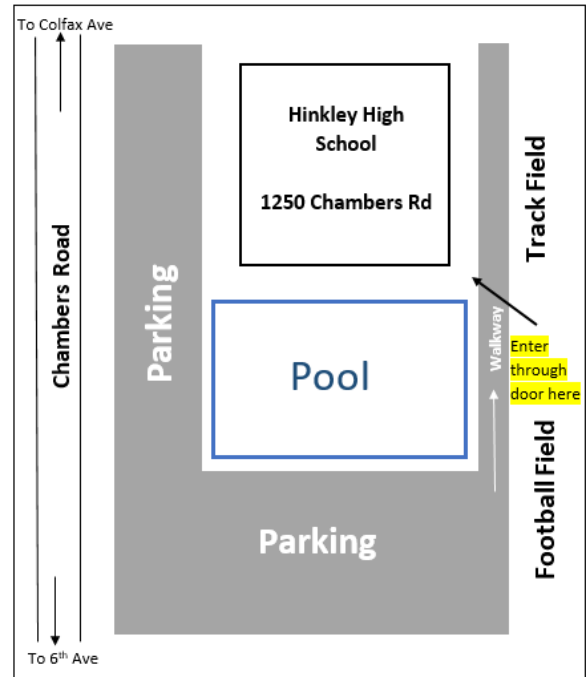 To Colfax Ave
Chambers Road
To 6th Ave
Parking
Hinkley High
School
1250 Chambers Rd
Pool
Parking
Walkway
Track Field
Enter
through
door here
Football Field